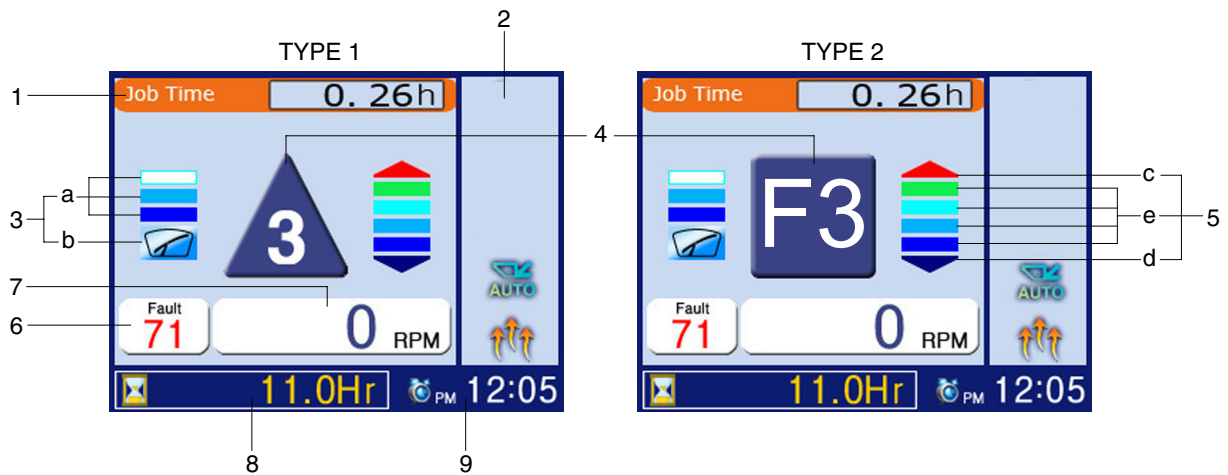 2
TYPE 1
TYPE 2
1
Job Time 0.26h
Job Time 0.26h
4
3
a
b
3
F3
c
e
d
5
AUTO
AUTO
7
6
Fault
71
0 RPM
Fault
71
0 RPM
11.0Hr PM 12:05
11.0Hr PM 12:05
8
9